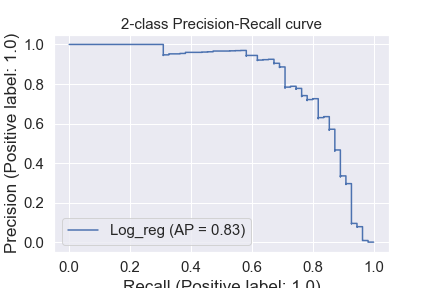 2-class Precision-Recall curve
Precision (Positive label: 1.0)
1.0
0.8
0.6
0.4
0.2
0.0
Log_reg (AP = 0.83)
0.0 0.2 0.4 0.6 0.8 1.0
Recall (Positive label: 1.0)